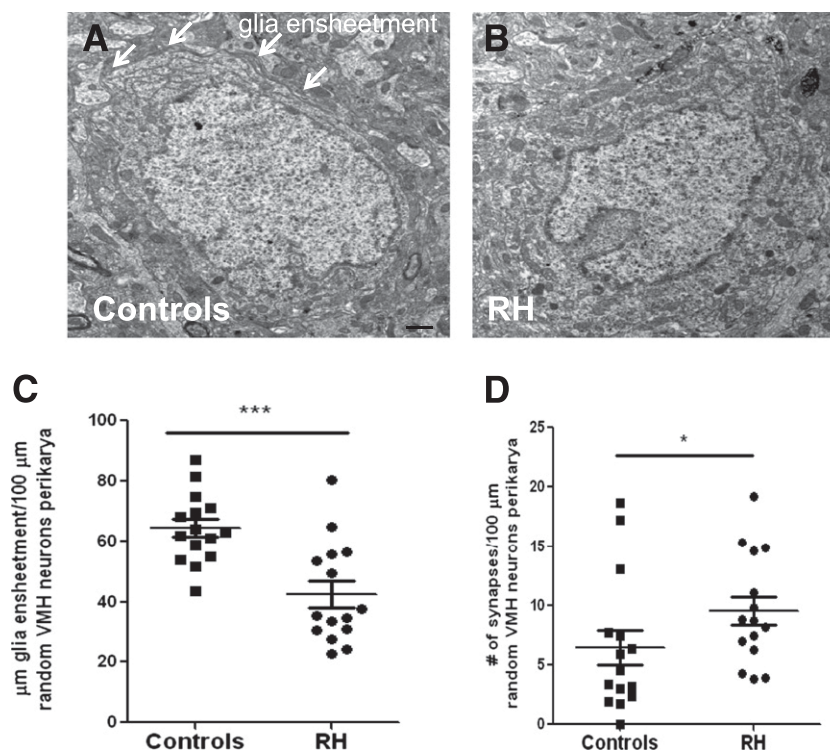 A
glia ensheetment
Controls
B
RH
C
μm glia ensheetment/100 μm
random VMH neurons perikarya
100
80
60
40
20
0
***
Controls
RH
D
# of synapses/100 μm
random VMH neurons perikarya
25
20
15
10
5
0
*
Controls
RH